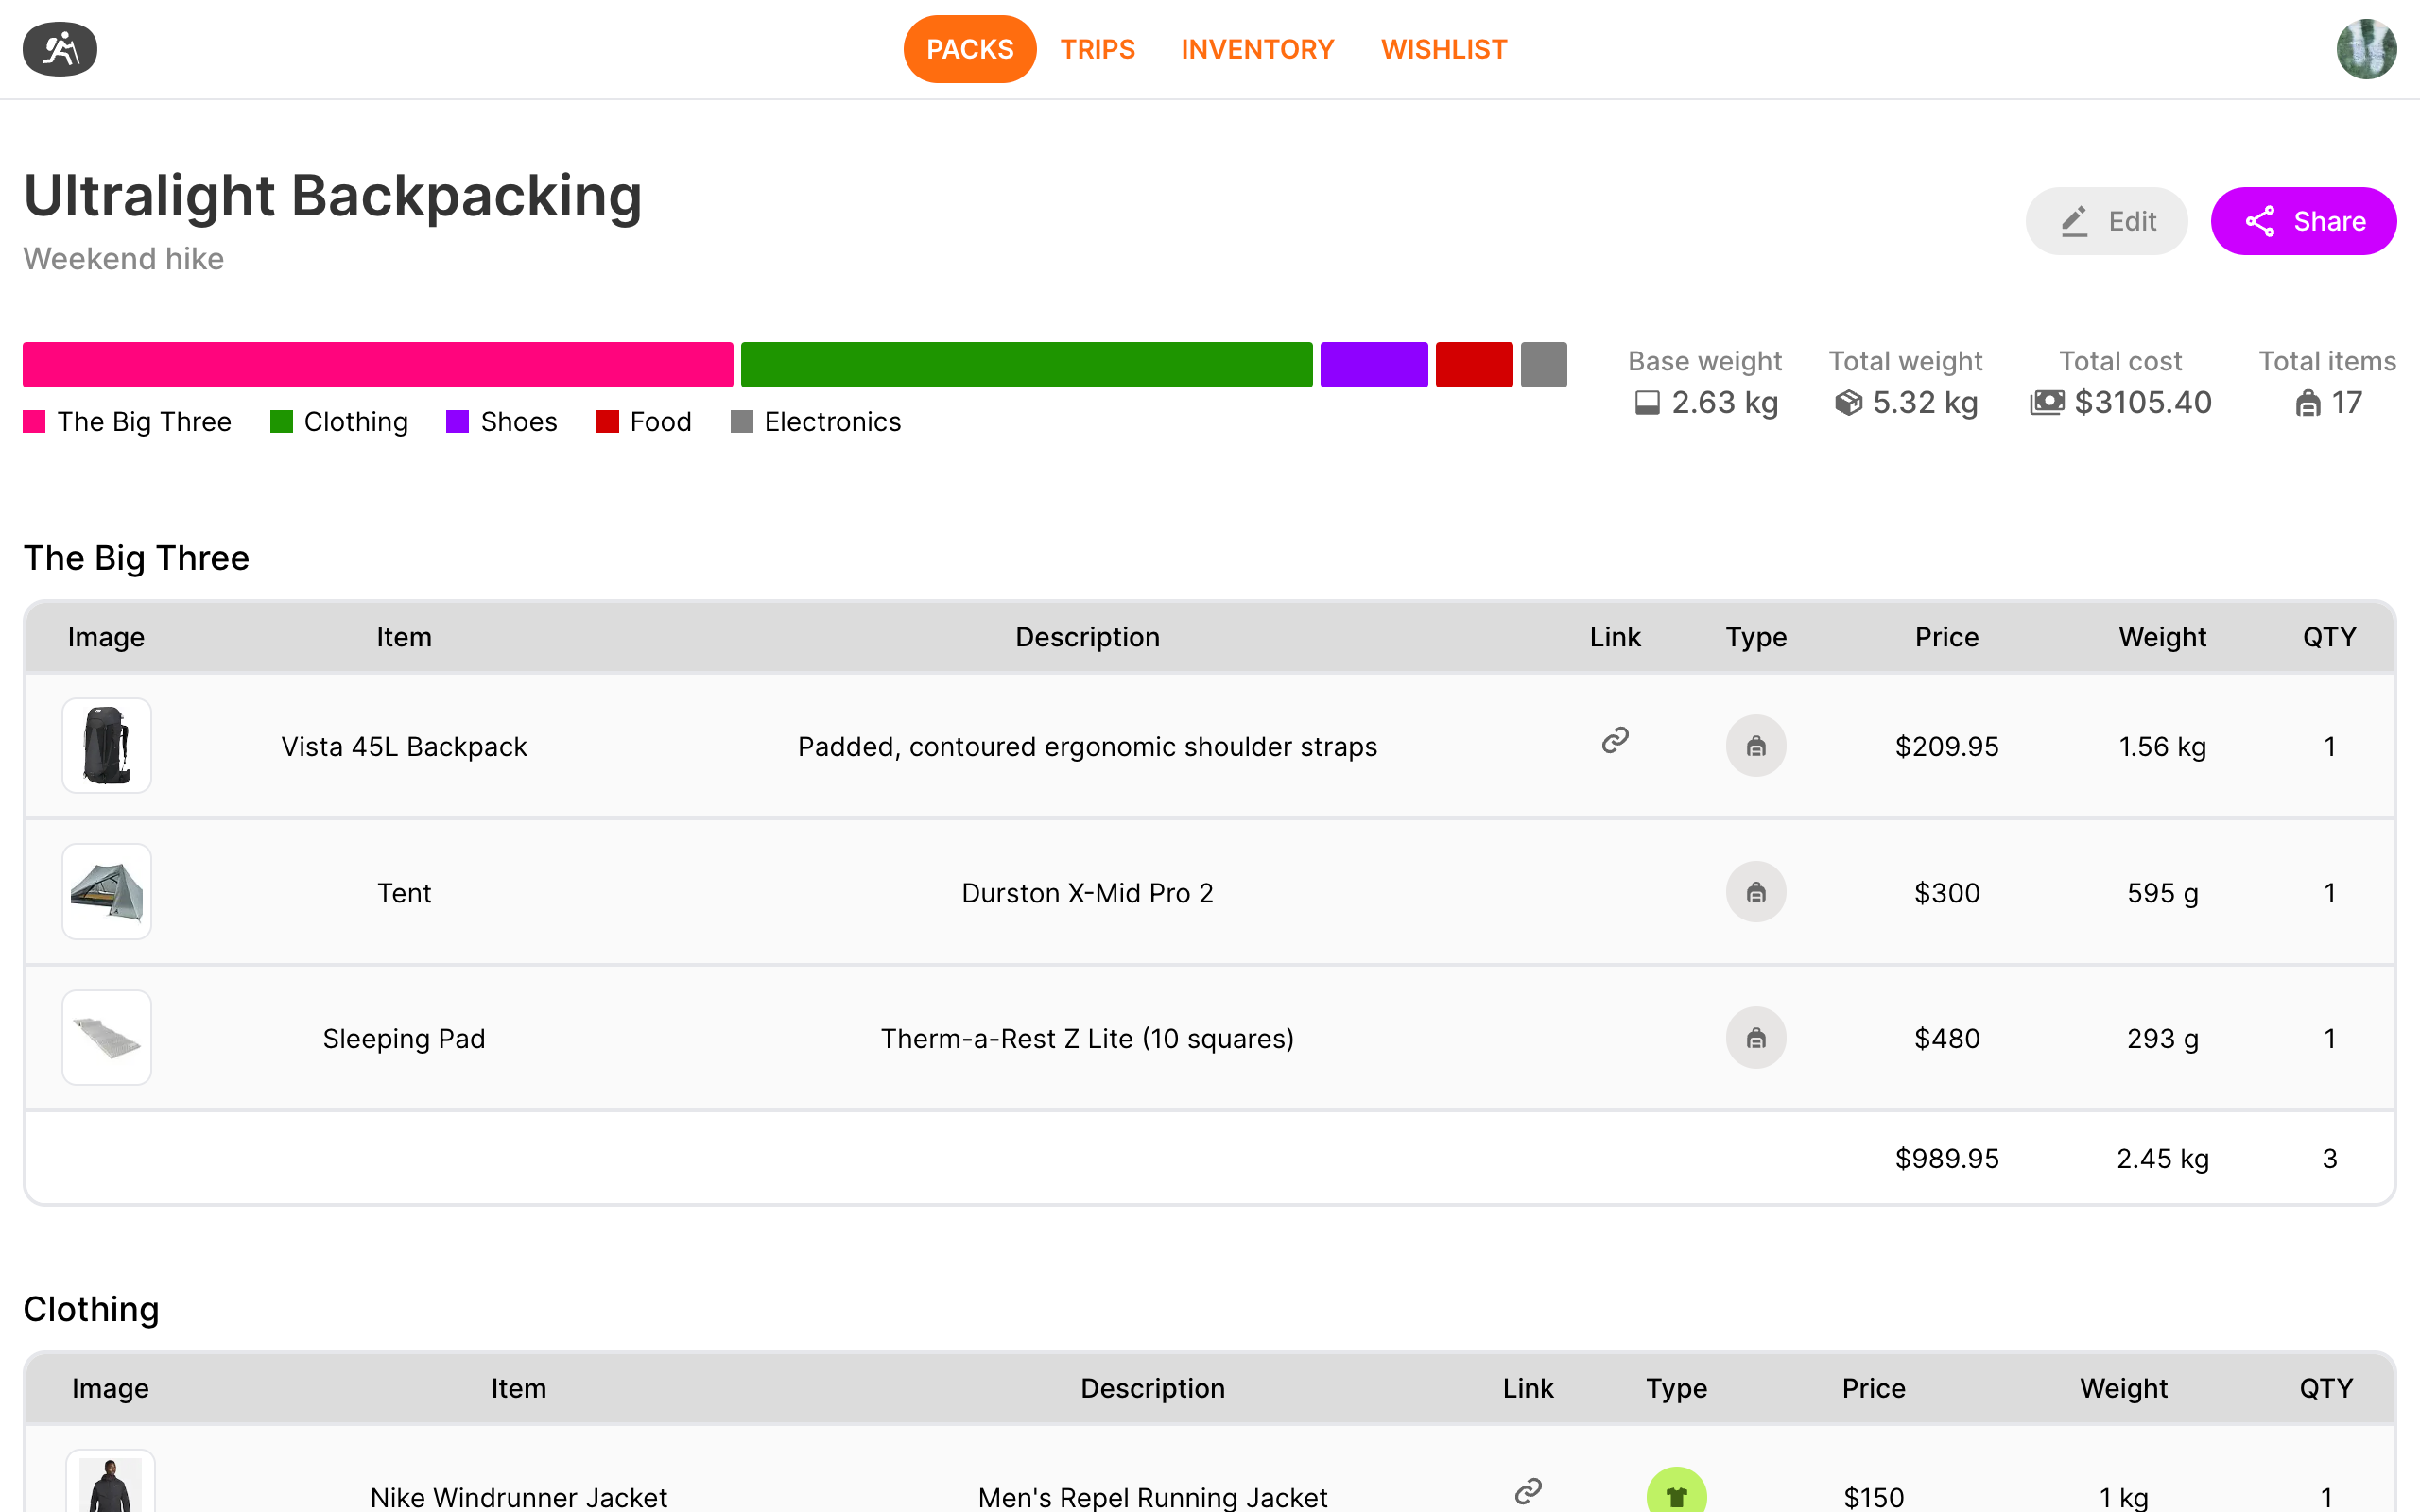 PACKS TRIPS INVENTORY WISHLIST
Ultralight Backpacking
Weekend hike
Edit Share
Base weight Total weight Total cost Total items
2.63 kg 5.32 kg $3105.40 17
The Big Three Clothing Shoes Food Electronics
The Big Three
Image Item Description Link Type Price Weight QTY
Vista 45L Backpack Padded, contoured ergonomic shoulder straps $209.95 1.56 kg 1
Tent Durston X-Mid Pro 2 $300 595 g 1
Sleeping Pad Therm-a-Rest Z Lite (10 squares) $480 293 g 1
$989.95 2.45 kg 3
Clothing
Image Item Description Link Type Price Weight QTY
Nike Windrunner Jacket Men's Repel Running Jacket $150 1 kg 1